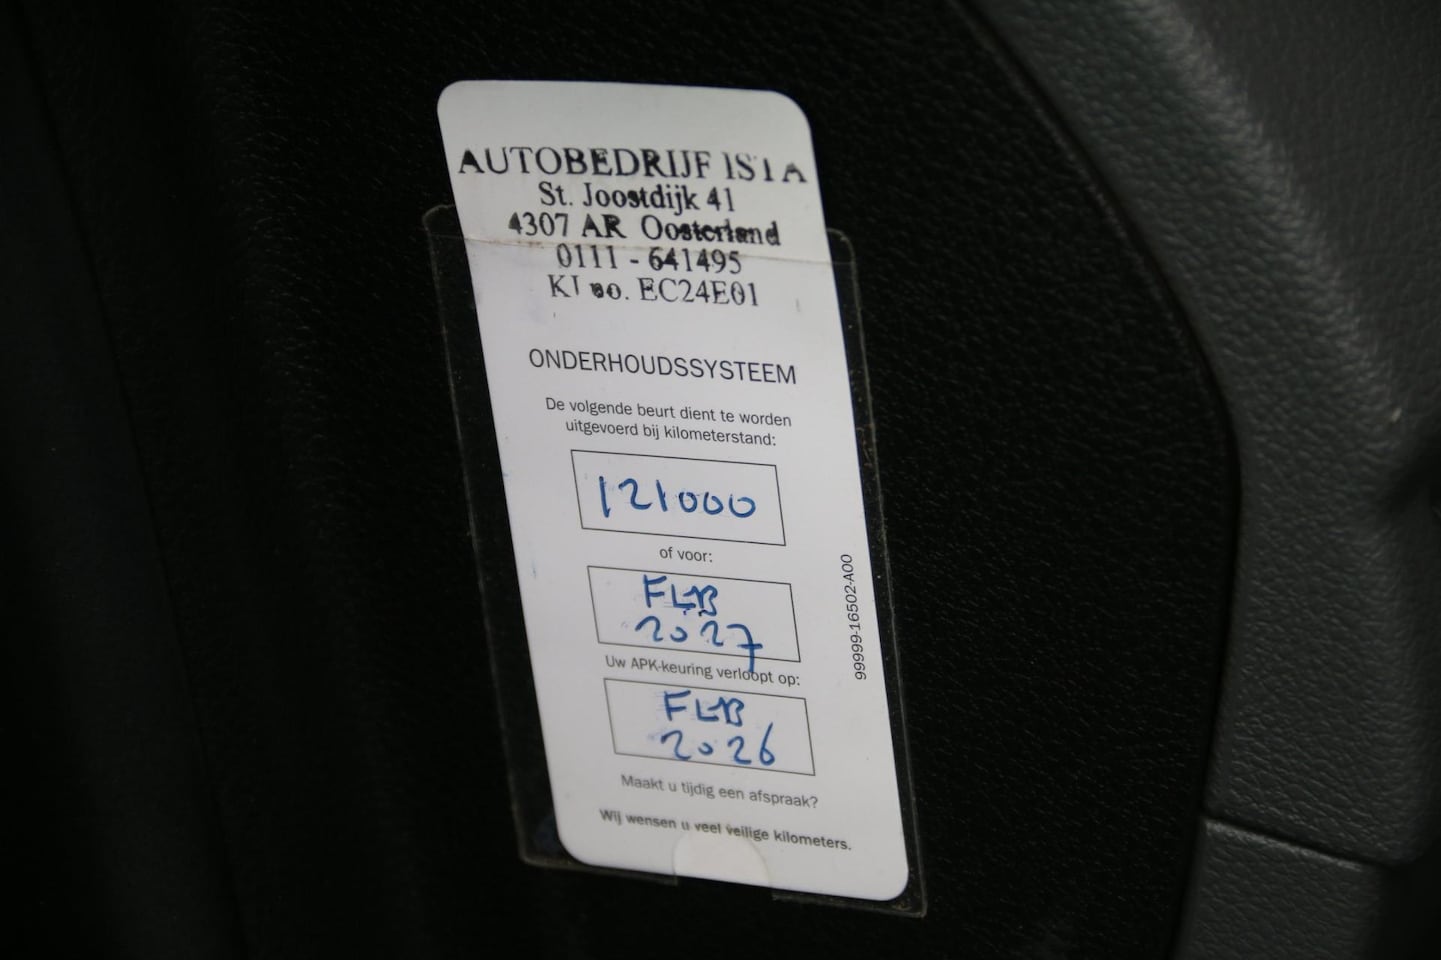 AUTOBEDRIJF ISTA
St. Joostdijk 41
4307 AR Oosterland
0111 - 641495
no. EC24E01
ONDERHOUDSSYSTEEM
De volgende beurt dient te worden
uitgevoerd bij kilometerstand:
121000
of voor:
FEB
2027
Uw APK-keuring verloopt op:
FEB
2026
Maakt u tijdig een afspraak?
Wij wensen u veel veilige kilometers.
99999-16502-A00